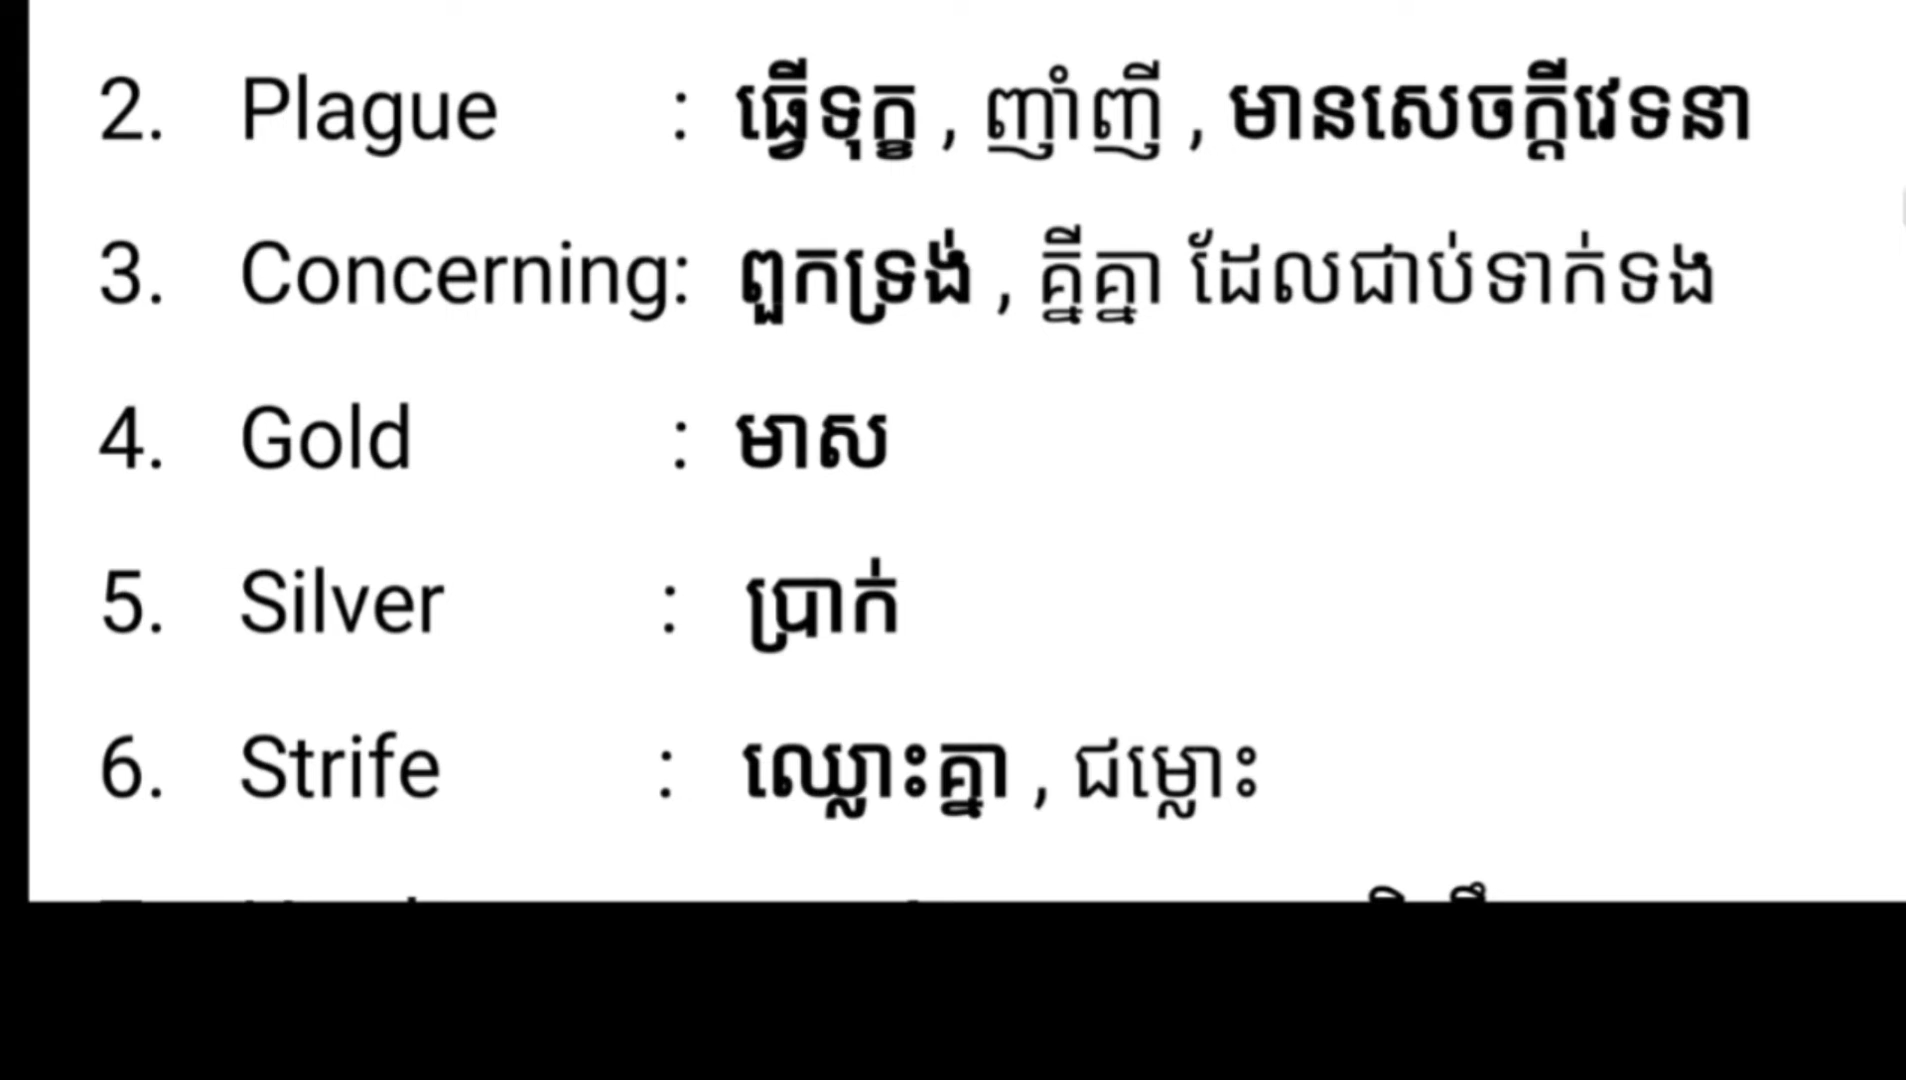 2. Plague : ធ្វើទុក្ខ , ញាំញី , មានសេចក្ដីវេទនា
3. Concerning: ពួកទ្រង់ , គ្នីគ្នា ដែលជាប់ទាក់ទង
4. Gold : មាស
5. Silver : ប្រាក់
6. Strife : ឈ្លោះគ្នា , ជម្លោះ